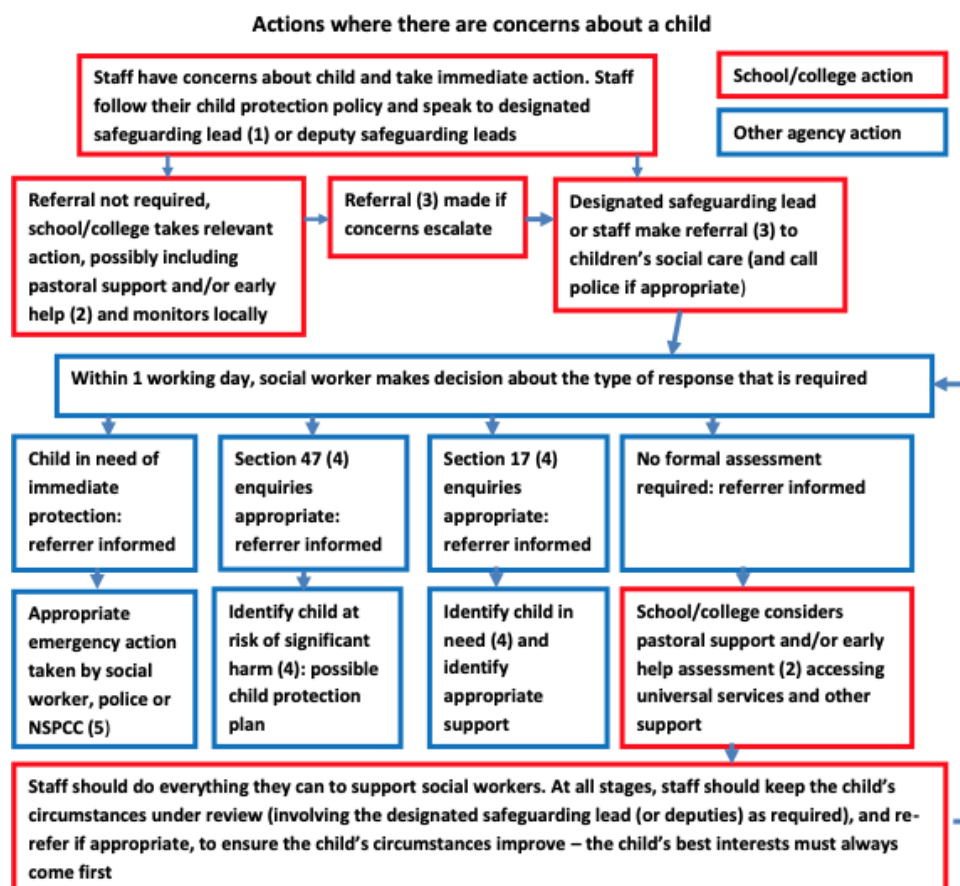 Actions where there are concerns about a child
Staff have concerns about child and take immediate action. Staff
follow their child protection policy and speak to designated
safeguarding lead (1) or deputy safeguarding leads
School/college action
Other agency action
Referral not required,
school/college takes relevant
action, possibly including
pastoral support and/or early
help (2) and monitors locally
Referral (3) made if
concerns escalate
Designated safeguarding lead
or staff make referral (3) to
children’s social care (and call
police if appropriate)
Within 1 working day, social worker makes decision about the type of response that is required
Child in need of
immediate
protection:
referrer informed
Section 47 (4)
enquiries
appropriate:
referrer informed
Section 17 (4)
enquiries
appropriate:
referrer informed
No formal assessment
required: referrer informed
Appropriate
emergency action
taken by social
worker, police or
NSPCC (5)
Identify child at
risk of significant
harm (4): possible
child protection
plan
Identify child in
need (4) and
identify
appropriate
support
School/college considers
pastoral support and/or early
help assessment (2) accessing
universal services and other
support
Staff should do everything they can to support social workers. At all stages, staff should keep the child’s
circumstances under review (involving the designated safeguarding lead (or deputies) as required), and re-
refer if appropriate, to ensure the child’s circumstances improve – the child’s best interests must always
come first